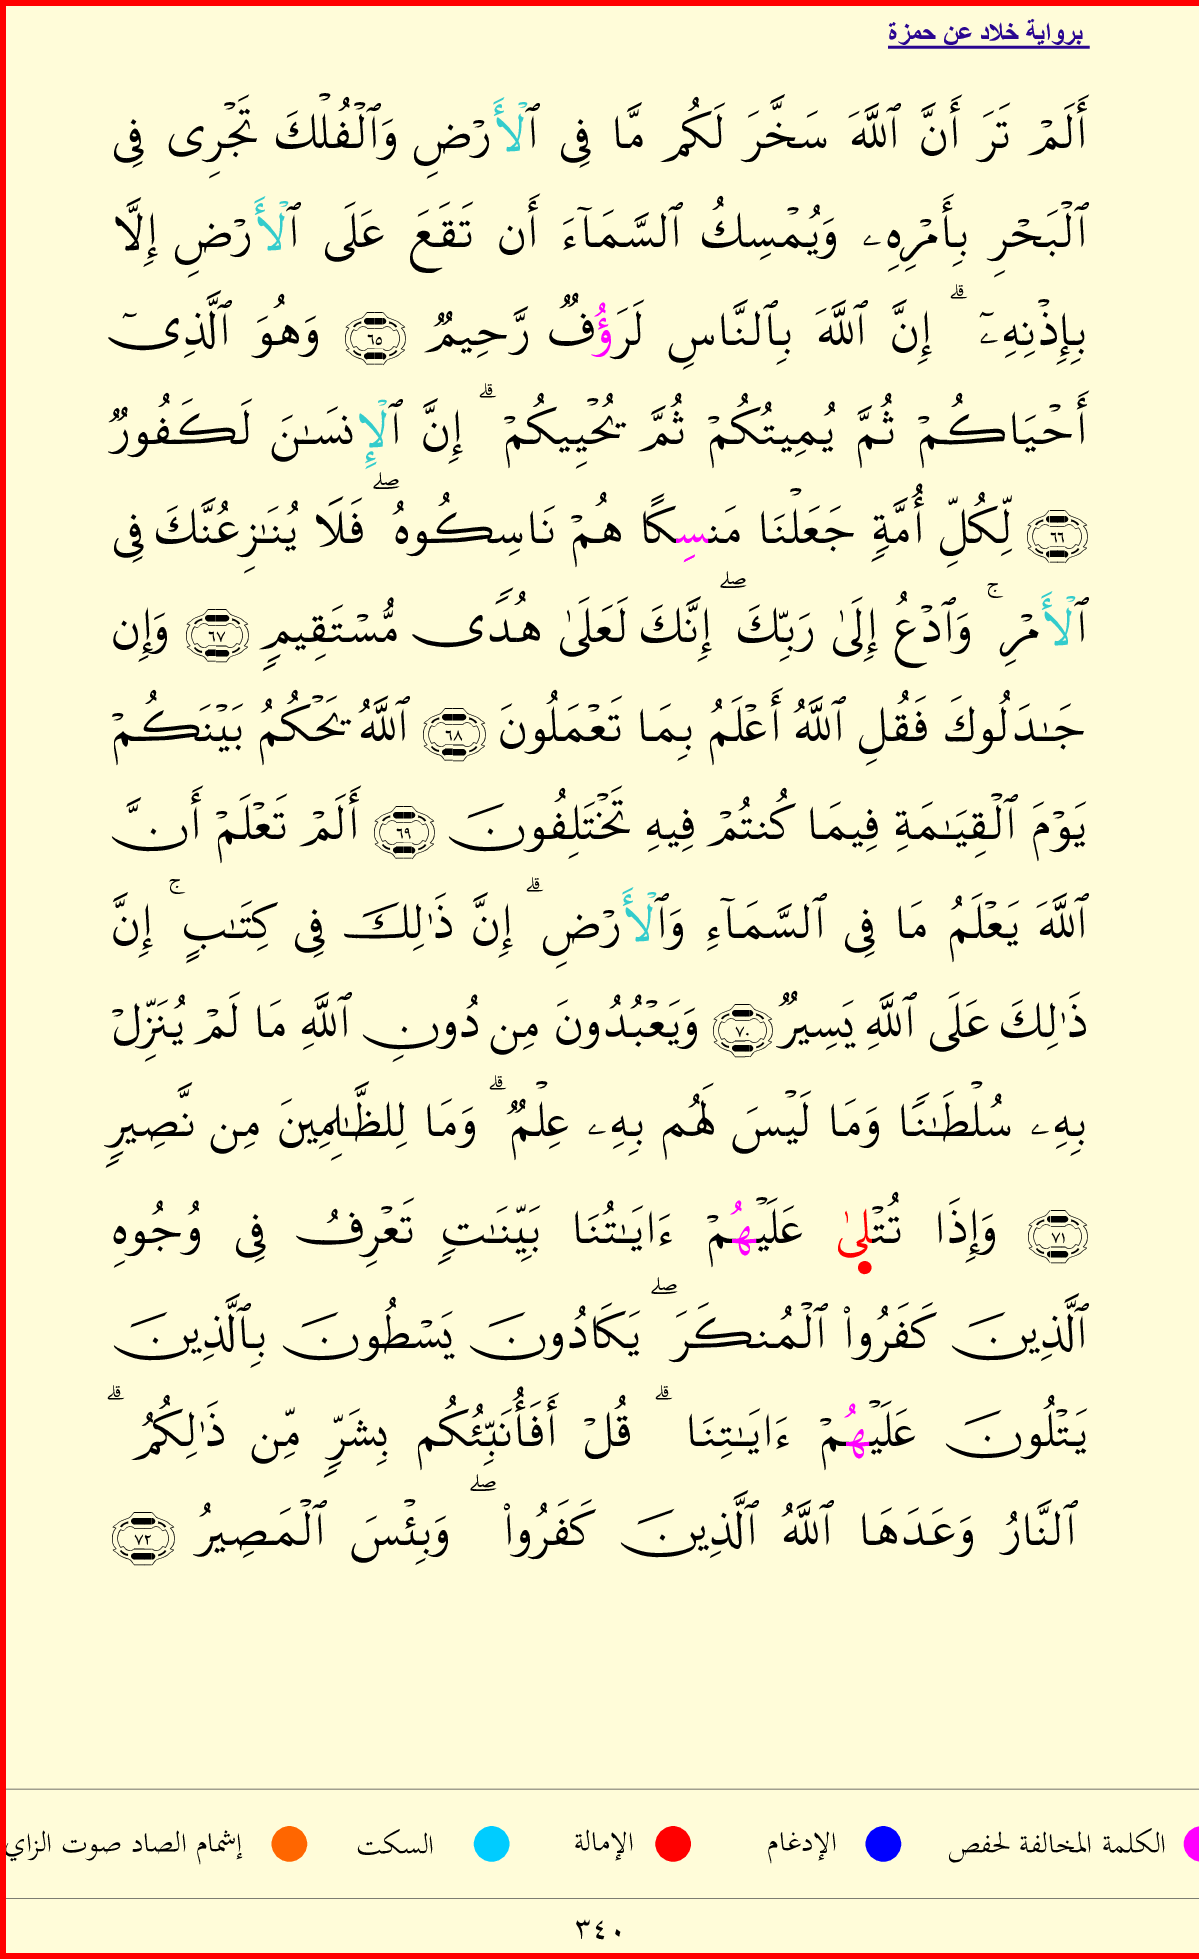 برواية خلاد عن حمزة
أَلَمْ تَرَ أَنَّ ٱللَّهَ سَخَّرَ لَكُم مَّا فِى ٱلْأَرْضِ وَٱلْفُلْكَ تَجْرِى فِى
ٱلْبَحْرِ بِأَمْرِهِۦ وَيُمْسِكُ ٱلسَّمَآءَ أَن تَقَعَ عَلَى ٱلْأَرْضِ إِلَّا
بِإِذْنِهِۦٓ ۗ إِنَّ ٱللَّهَ بِٱلنَّاسِ لَرَؤُفٌ رَّحِيمٌ ٦٥ وَهُوَ ٱلَّذِىٓ
أَحْيَاكُمْ ثُمَّ يُمِيتُكُمْ ثُمَّ يُحْيِيكُمْ ۗ إِنَّ ٱلْإِنسَـٰنَ لَكَفُورٌ
٦٦ لِّكُلِّ أُمَّةٍ جَعَلْنَا مَنسِكًا هُمْ نَاسِكُوهُ ۖ فَلَا يُنَـٰزِعُنَّكَ فِى
ٱلْأَمْرِ ۚ وَٱدْعُ إِلَىٰ رَبِّكَ ۖ إِنَّكَ لَعَلَىٰ هُدًى مُّسْتَقِيمٍ ٦٧ وَإِن
جَـٰدَلُوكَ فَقُلِ ٱللَّهُ أَعْلَمُ بِمَا تَعْمَلُونَ ٦٨ ٱللَّهُ يَحْكُمُ بَيْنَكُمْ
يَوْمَ ٱلْقِيَـٰمَةِ فِيمَا كُنتُمْ فِيهِ تَخْتَلِفُونَ ٦٩ أَلَمْ تَعْلَمْ أَنَّ
ٱللَّهَ يَعْلَمُ مَا فِى ٱلسَّمَآءِ وَٱلْأَرْضِ ۗ إِنَّ ذَٰلِكَ فِى كِتَـٰبٍ ۚ إِنَّ
ذَٰلِكَ عَلَى ٱللَّهِ يَسِيرٌ ٧٠ وَيَعْبُدُونَ مِن دُونِ ٱللَّهِ مَا لَمْ يُنَزِّلْ
بِهِۦ سُلْطَـٰنًا وَمَا لَيْسَ لَهُم بِهِۦ عِلْمٌ ۗ وَمَا لِلظَّـٰلِمِينَ مِن نَّصِيرٍ
٧١ وَإِذَا تُتْلَىٰ عَلَيْهُمْ ءَايَـٰتُنَا بَيِّنَـٰتٍ تَعْرِفُ فِى وُجُوهِ
ٱلَّذِينَ كَفَرُوا۟ ٱلْمُنكَرَ ۖ يَكَادُونَ يَسْطُونَ بِٱلَّذِينَ
يَتْلُونَ عَلَيْهُمْ ءَايَـٰتِنَا ۗ قُلْ أَفَأُنَبِّئُكُم بِشَرٍّ مِّن ذَٰلِكُمُ ۗ
ٱلنَّارُ وَعَدَهَا ٱللَّهُ ٱلَّذِينَ كَفَرُوا۟ ۖ وَبِئْسَ ٱلْمَصِيرُ ٧٢
الكلمة المخالفة لحفص الإدغام الإمالة السكت إشمام الصاد صوت الزاي
٣٤٠